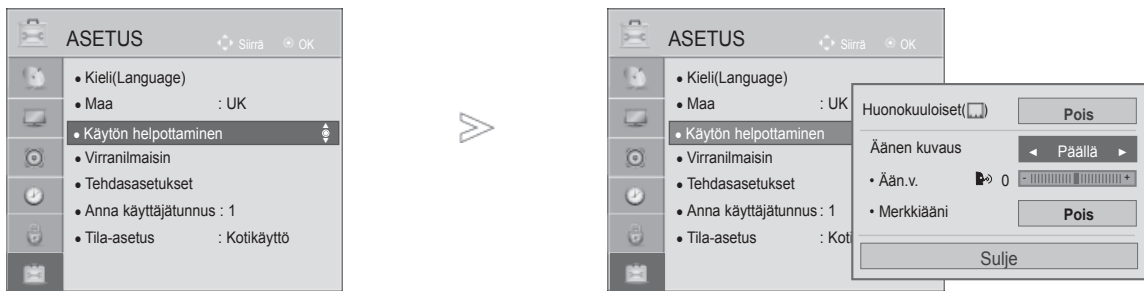 ASETUS
Siirrä OK
• Kieli(Language)
• Maa : UK
• Käytön helpottaminen
• Virranilmaisin
• Tehdasasetukset
• Anna käyttäjätunnus : 1
• Tila-asetus : Kotikäyttö
ASETUS
Siirrä OK
• Kieli(Language)
• Maa : UK
• Käytön helpottaminen
• Virranilmaisin
• Tehdasasetukset
• Anna käyttäjätunnus : 1
• Tila-asetus : Koti
Huonokuuloiset( ) Pois
Äänen kuvaus ◄ Päällä ►
• Ään.v. 0 - +
• Merkkiääni Pois
Sulje